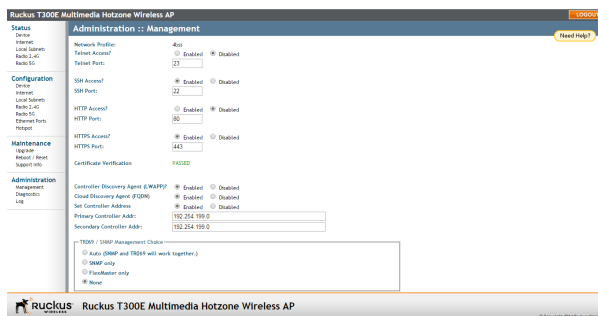 Ruckus T300E Multimedia Hotzone Wireless AP
LOGOUT
Status
Device
Internet
Local Subnets
Radio 2.4G
Radio 5G
Configuration
Device
Internet
Local Subnets
Radio 2.4G
Radio 5G
Ethernet Ports
Hotspot
Maintenance
Upgrade
Reboot / Reset
Support Info
Administration
Management
Diagnostics
Log
Administration :: Management
Need Help?
Network Profile: 4bss
Telnet Access? Enabled Disabled
Telnet Port: 23
SSH Access? Enabled Disabled
SSH Port: 22
HTTP Access? Enabled Disabled
HTTP Port: 80
HTTPS Access? Enabled Disabled
HTTPS Port: 443
Certificate Verification PASSED
Controller Discovery Agent (LWAPP)? Enabled Disabled
Cloud Discovery Agent (FQDN) Enabled Disabled
Set Controller Address Enabled Disabled
Primary Controller Addr: 192.254.199.0
Secondary Controller Addr: 192.254.199.0
TR069 / SNMP Management Choice
Auto (SNMP and TR069 will work together.)
SNMP only
FlexMaster only
None
Ruckus
WIRELESS
Ruckus T300E Multimedia Hotzone Wireless AP